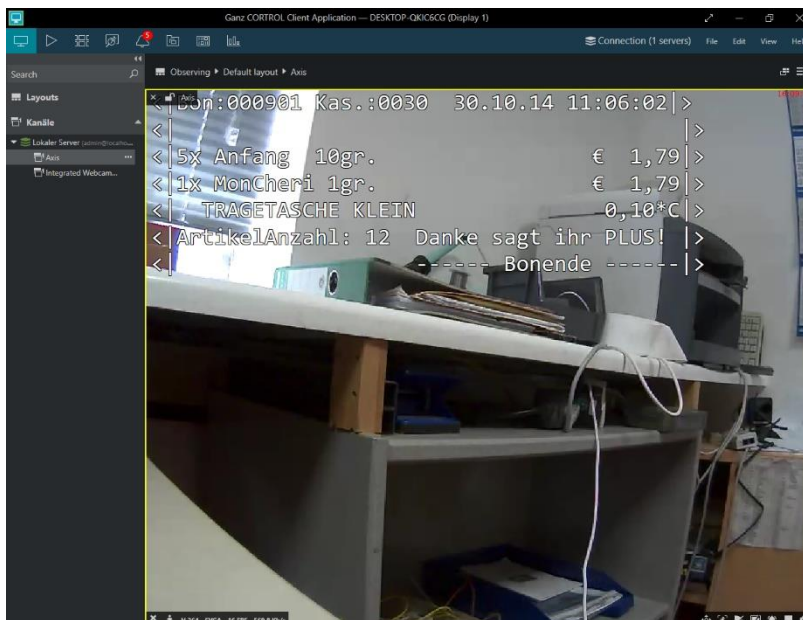 Ganz CORTROL Client Application — DESKTOP-QKIC6CG (Display 1)
5
Connection (1 servers) File Edit View Hel
Search
Observing ▸ Default layout ▸ Axis
Layouts
Kanäle
Lokaler Server
Axis
Integrated Webcam...
Axis
<|Bon:000901 Kas.:0030 30.10.14 11:06:02|>
<| |>
<|5x Anfang 10gr. € 1,79|>
<|1x MonCheri 1gr. € 1,79|>
<| TRAGETASCHE KLEIN 0,10*C|>
<|ArtikelAnzahl: 12 Danke sagt ihr PLUS! |>
<| ------ Bonende ------|>